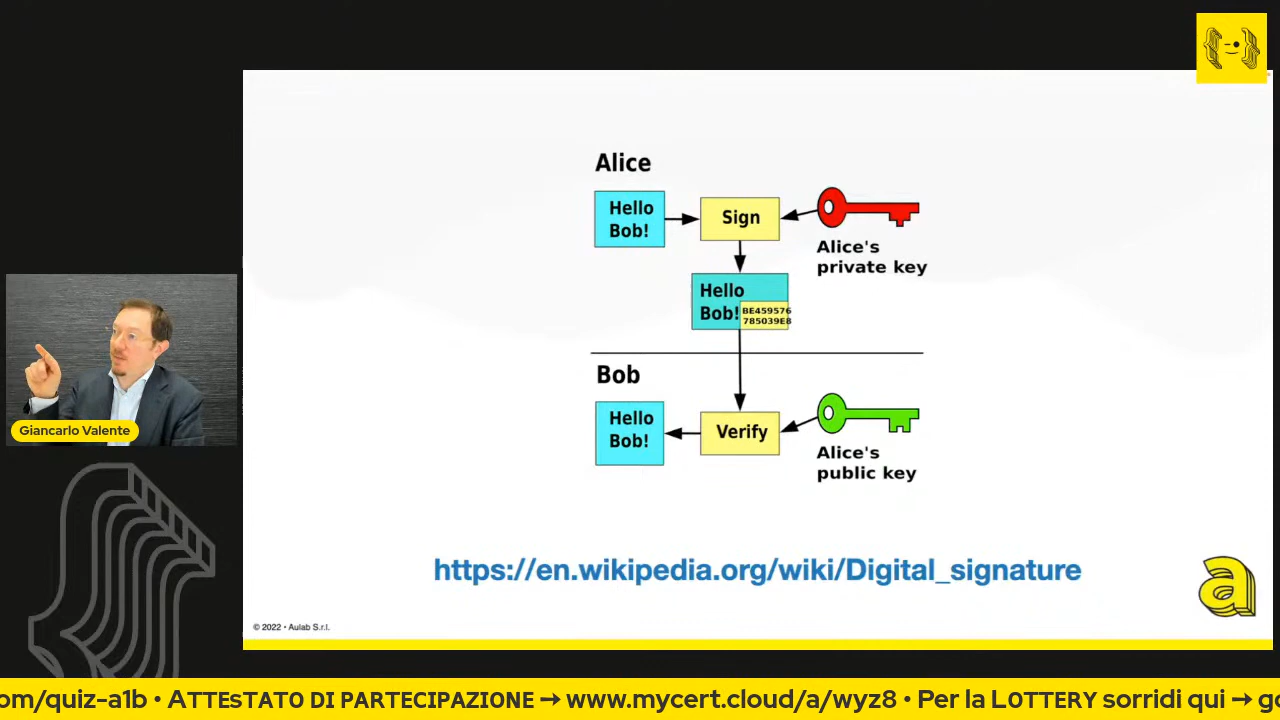 Alice
Hello
Bob!
Sign
Alice's
private key
Hello
Bob!
BE459576
785039E8
Bob
Hello
Bob!
Verify
Alice's
public key
Giancarlo Valente
https://en.wikipedia.org/wiki/Digital_signature
a
© 2022 • Aulab S.r.l.
om/quiz-a1b • ATTESTATO DI PARTECIPAZIONE → www.mycert.cloud/a/wyz8 • Per la LOTTERY sorridi qui → go